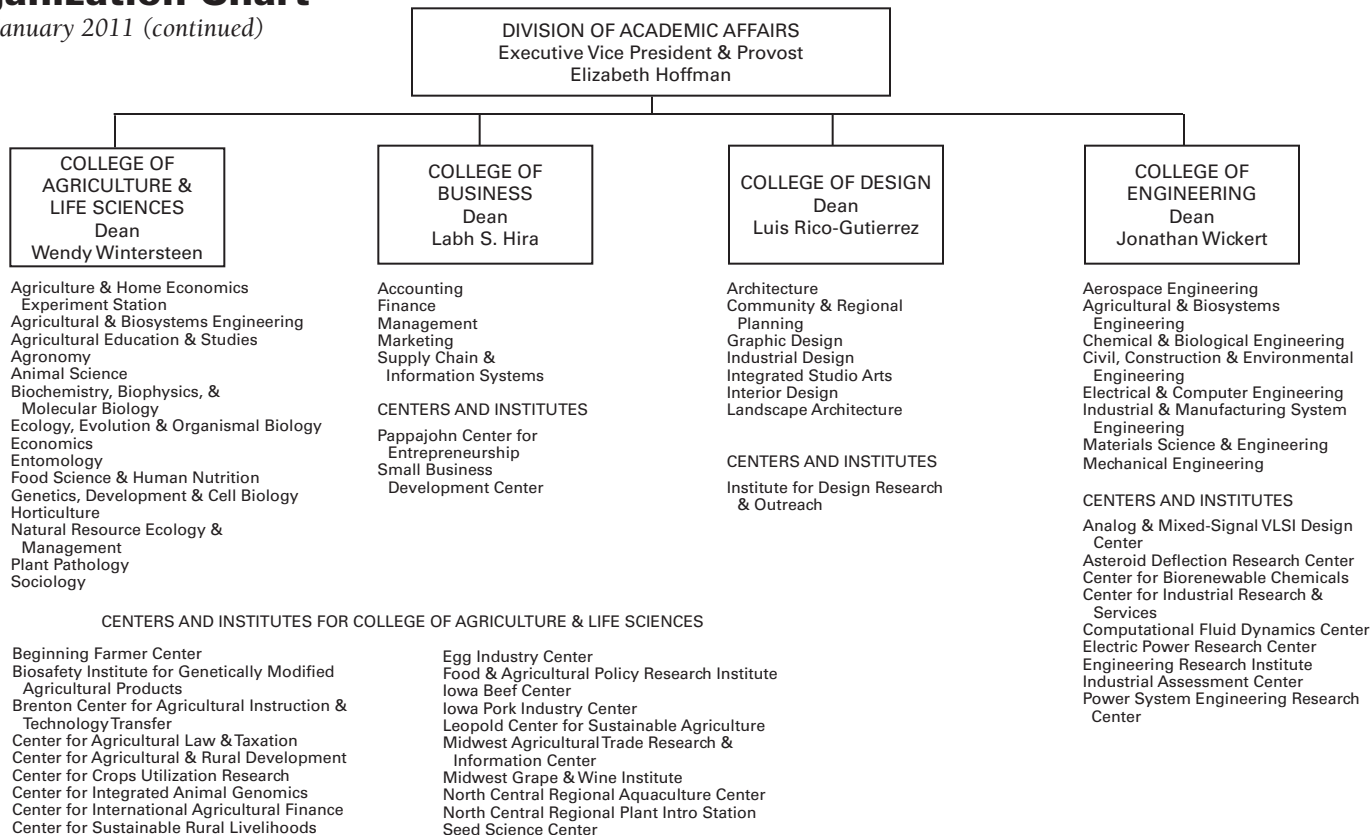 January 2011 (continued)
DIVISION OF ACADEMIC AFFAIRS
Executive Vice President & Provost
Elizabeth Hoffman
COLLEGE OF
AGRICULTURE &
LIFE SCIENCES
Dean
Wendy Wintersteen
COLLEGE OF
BUSINESS
Dean
Labh S. Hira
COLLEGE OF DESIGN
Dean
Luis Rico-Gutierrez
COLLEGE OF
ENGINEERING
Dean
Jonathan Wickert
Agriculture & Home Economics
Experiment Station
Agricultural & Biosystems Engineering
Agricultural Education & Studies
Agronomy
Animal Science
Biochemistry, Biophysics, &
Molecular Biology
Ecology, Evolution & Organismal Biology
Economics
Entomology
Food Science & Human Nutrition
Genetics, Development & Cell Biology
Horticulture
Natural Resource Ecology &
Management
Plant Pathology
Sociology
Accounting
Finance
Management
Marketing
Supply Chain &
Information Systems
CENTERS AND INSTITUTES
Pappajohn Center for
Entrepreneurship
Small Business
Development Center
Architecture
Community & Regional
Planning
Graphic Design
Industrial Design
Integrated Studio Arts
Interior Design
Landscape Architecture
CENTERS AND INSTITUTES
Institute for Design Research
& Outreach
Aerospace Engineering
Agricultural & Biosystems
Engineering
Chemical & Biological Engineering
Civil, Construction & Environmental
Engineering
Electrical & Computer Engineering
Industrial & Manufacturing System
Engineering
Materials Science & Engineering
Mechanical Engineering
CENTERS AND INSTITUTES
Analog & Mixed-Signal VLSI Design
Center
Asteroid Deflection Research Center
Center for Biorenewable Chemicals
Center for Industrial Research &
Services
Computational Fluid Dynamics Center
Electric Power Research Center
Engineering Research Institute
Industrial Assessment Center
Power System Engineering Research
Center
CENTERS AND INSTITUTES FOR COLLEGE OF AGRICULTURE & LIFE SCIENCES
Beginning Farmer Center
Biosafety Institute for Genetically Modified
Agricultural Products
Brenton Center for Agricultural Instruction &
Technology Transfer
Center for Agricultural Law & Taxation
Center for Agricultural & Rural Development
Center for Crops Utilization Research
Center for Integrated Animal Genomics
Center for International Agricultural Finance
Center for Sustainable Rural Livelihoods
Egg Industry Center
Food & Agricultural Policy Research Institute
Iowa Beef Center
Iowa Pork Industry Center
Leopold Center for Sustainable Agriculture
Midwest Agricultural Trade Research &
Information Center
Midwest Grape & Wine Institute
North Central Regional Aquaculture Center
North Central Regional Plant Intro Station
Seed Science Center